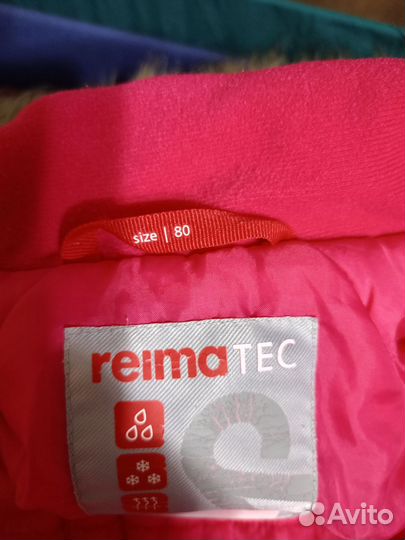 size | 80
reimaTEC
Avito